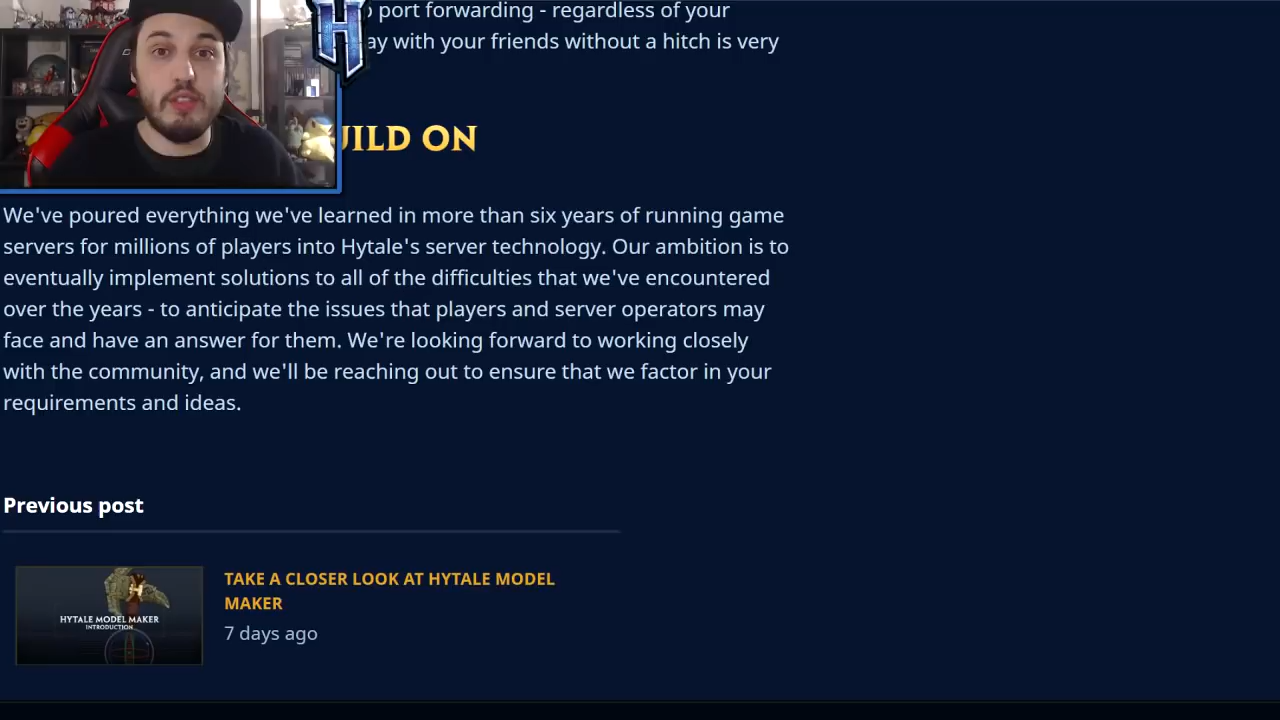 port forwarding - regardless of your
with your friends without a hitch is very
H
ON
We've poured everything we've learned in more than six years of running game
servers for millions of players into Hytale's server technology. Our ambition is to
eventually implement solutions to all of the difficulties that we've encountered
over the years - to anticipate the issues that players and server operators may
face and have an answer for them. We're looking forward to working closely
with the community, and we'll be reaching out to ensure that we factor in your
requirements and ideas.
Previous post
TAKE A CLOSER LOOK AT HYTALE MODEL
MAKER
7 days ago
HYTALE MODEL MAKER
INTRODUCTION